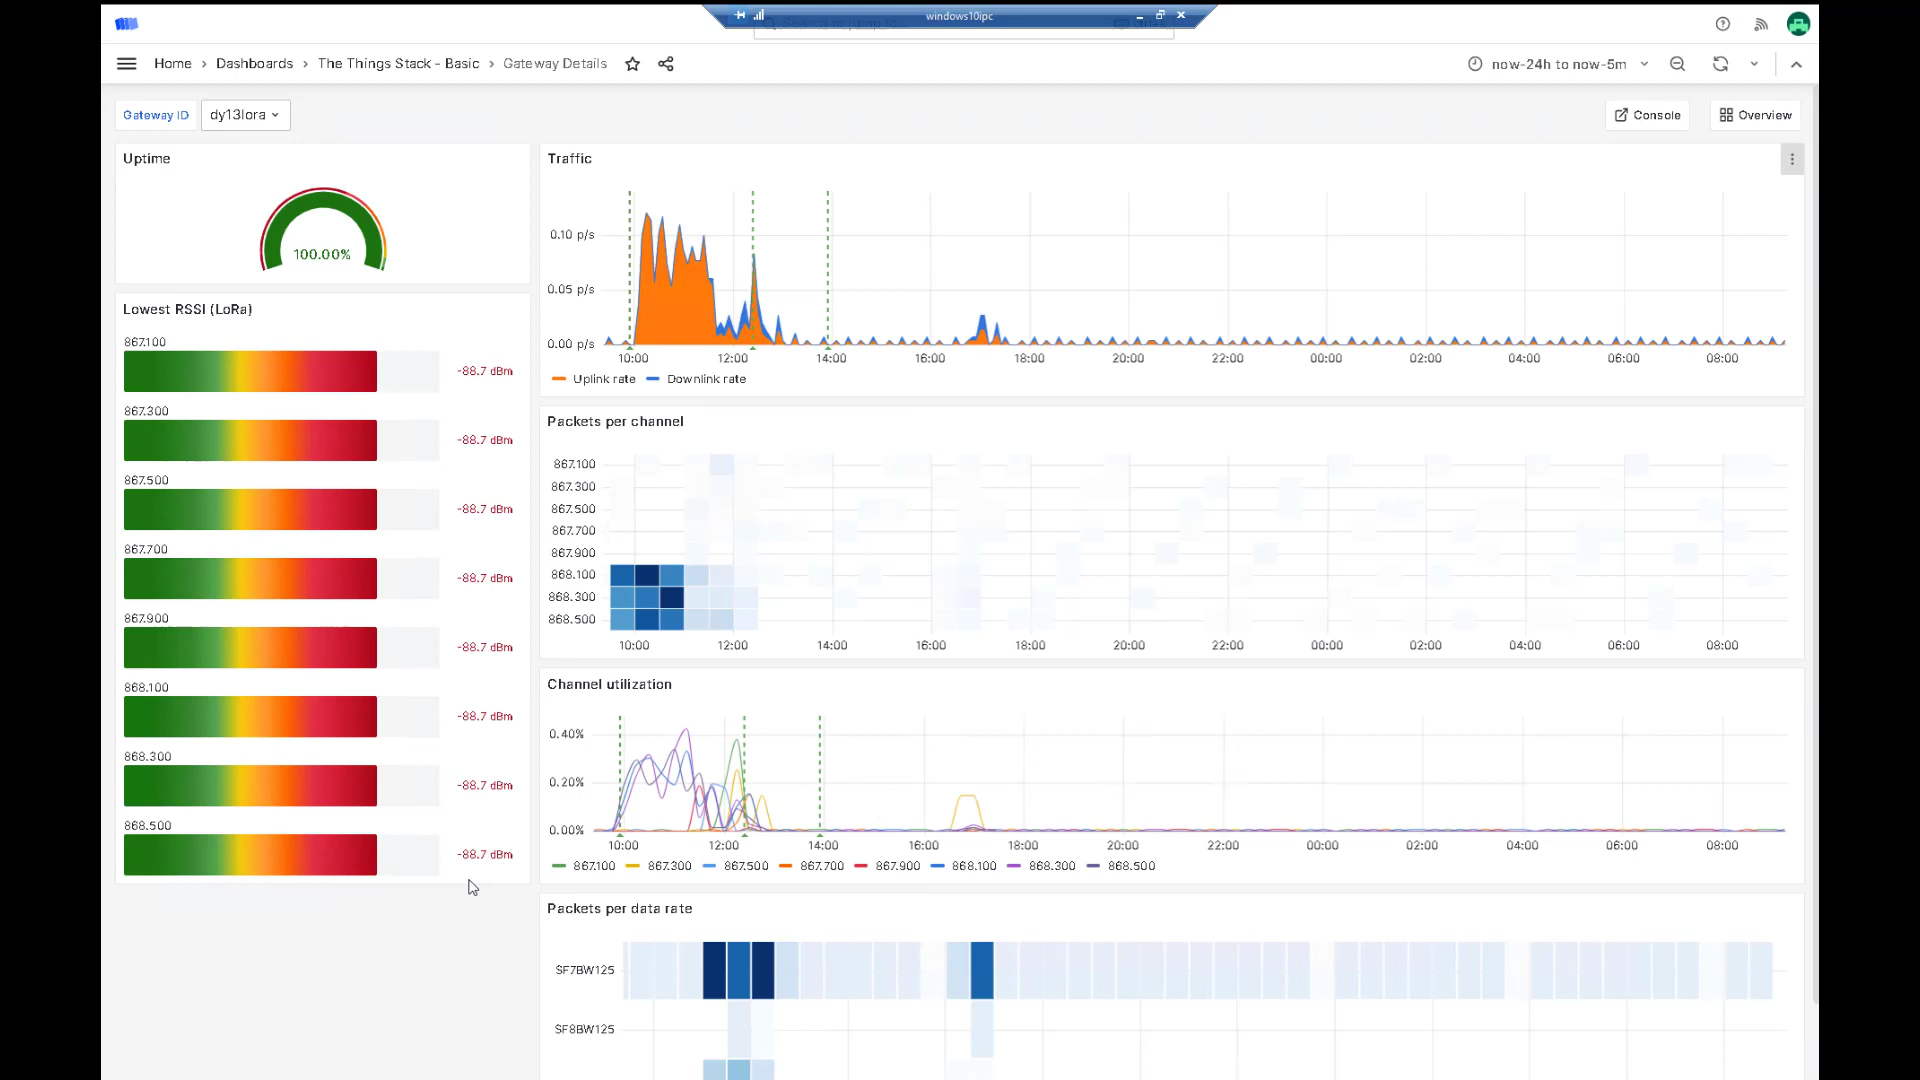 windows10ipc
Home › Dashboards › The Things Stack - Basic › Gateway Details
now-24h to now-5m
Gateway ID dy13lora
Console Overview
Uptime
100.00%
Lowest RSSI (LoRa)
867.100
-88.7 dBm
867.300
-88.7 dBm
867.500
-88.7 dBm
867.700
-88.7 dBm
867.900
-88.7 dBm
868.100
-88.7 dBm
868.300
-88.7 dBm
868.500
-88.7 dBm
Traffic
0.10 p/s
0.05 p/s
0.00 p/s
10:00 12:00 14:00 16:00 18:00 20:00 22:00 00:00 02:00 04:00 06:00 08:00
Uplink rate Downlink rate
Packets per channel
867.100
867.300
867.500
867.700
867.900
868.100
868.300
868.500
10:00 12:00 14:00 16:00 18:00 20:00 22:00 00:00 02:00 04:00 06:00 08:00
Channel utilization
0.40%
0.20%
0.00%
10:00 12:00 14:00 16:00 18:00 20:00 22:00 00:00 02:00 04:00 06:00 08:00
867.100 867.300 867.500 867.700 867.900 868.100 868.300 868.500
Packets per data rate
SF7BW125
SF8BW125